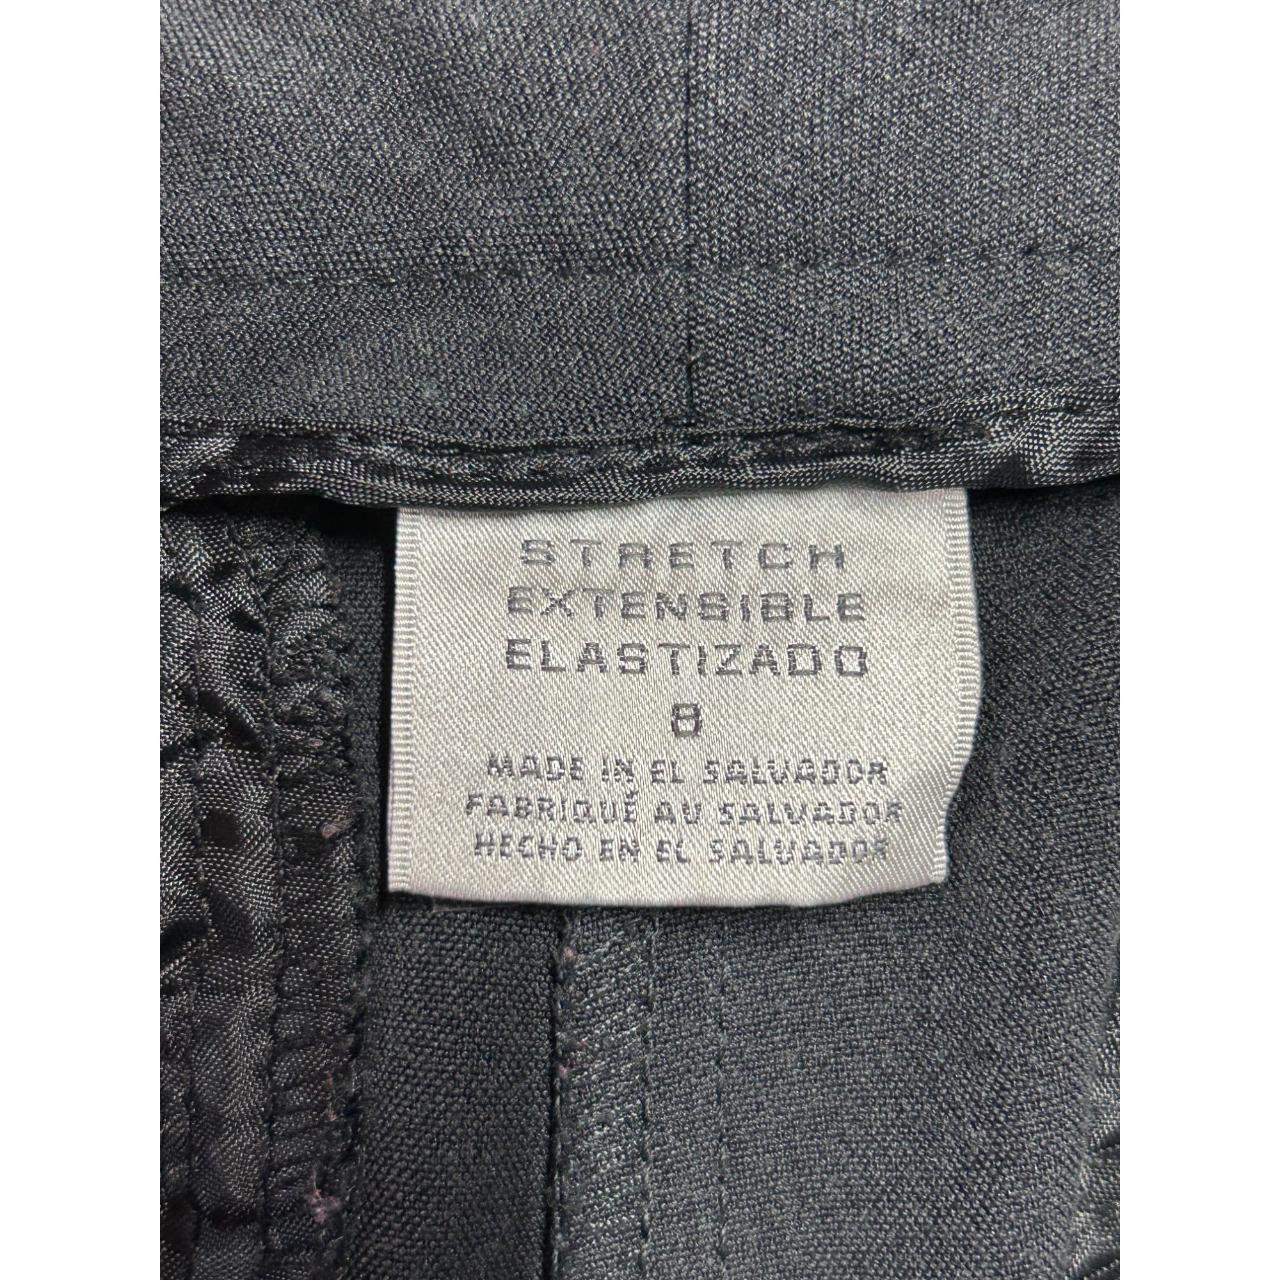 STRETCH
EXTENSIBLE
ELASTIZADO
8
MADE IN EL SALVADOR
FABRIQUÉ AU SALVADOR
HECHO EN EL SALVADOR